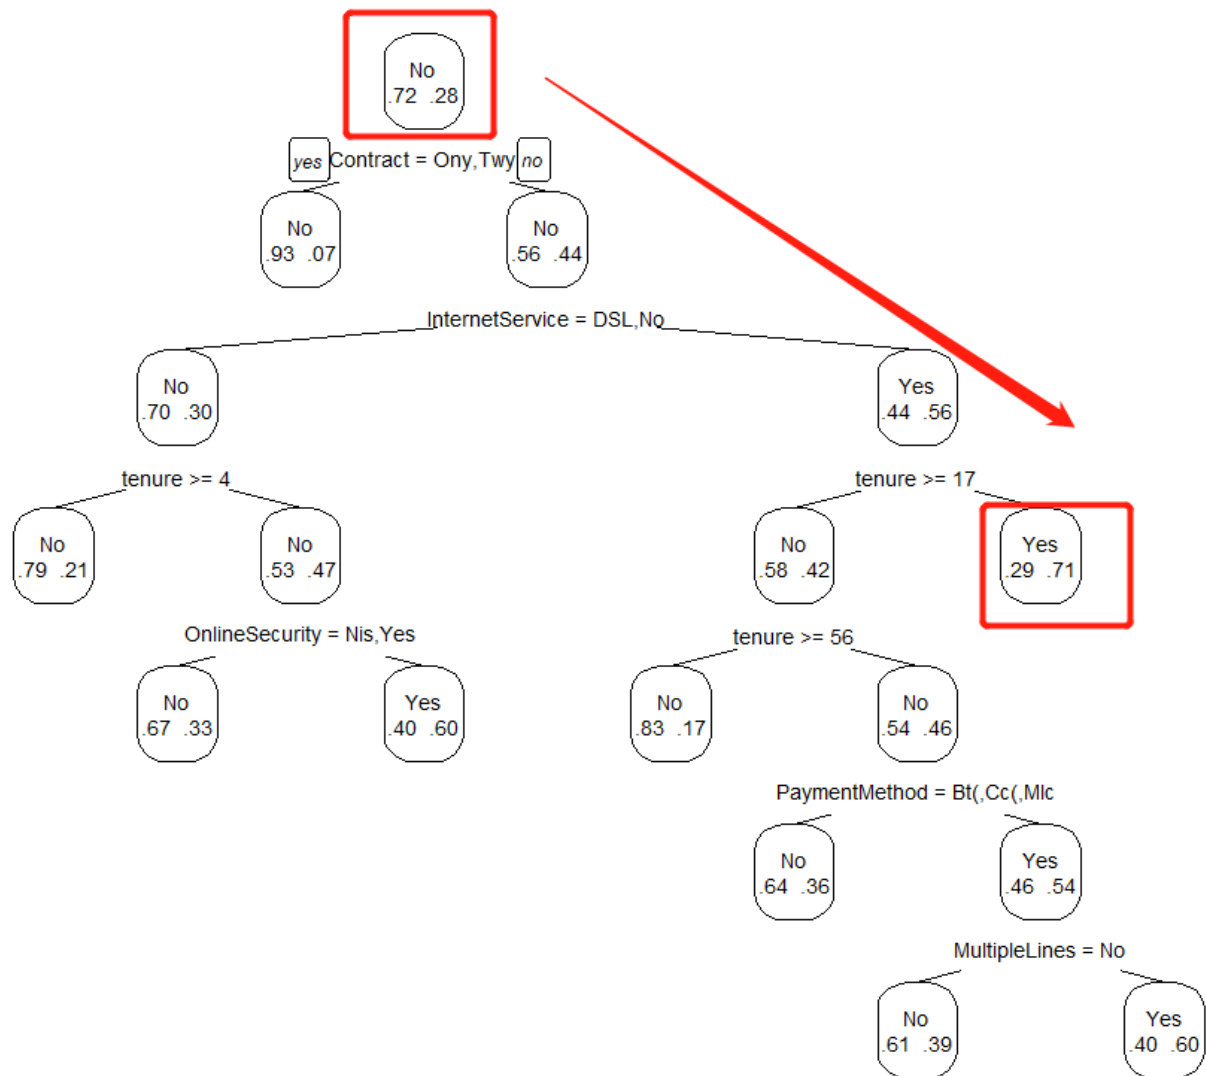 No
.72 .28
yes Contract = Ony,Twy no
No
.93 .07
No
.56 .44
InternetService = DSL,No
No
.70 .30
Yes
.44 .56
tenure >= 4
tenure >= 17
No
.79 .21
No
.53 .47
No
.58 .42
Yes
.29 .71
OnlineSecurity = Nis,Yes
tenure >= 56
No
.67 .33
Yes
.40 .60
No
.83 .17
No
.54 .46
PaymentMethod = Bt(,Cc(,Mlc
No
.64 .36
Yes
.46 .54
MultipleLines = No
No
.61 .39
Yes
.40 .60